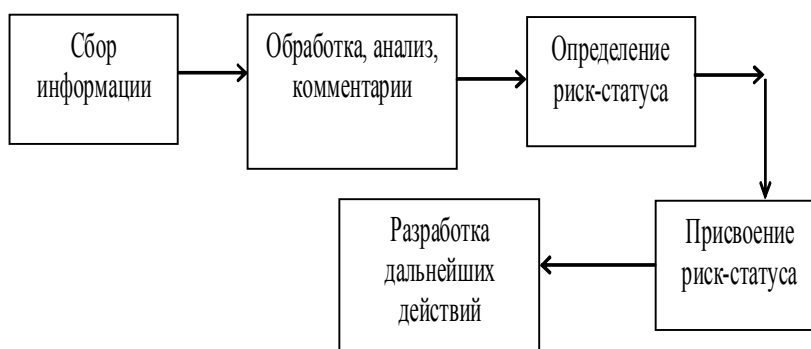 Сбор
информации
Обработка, анализ,
комментарии
Определение
риск-статуса
Присвоение
риск-статуса
Разработка
дальнейших
действий